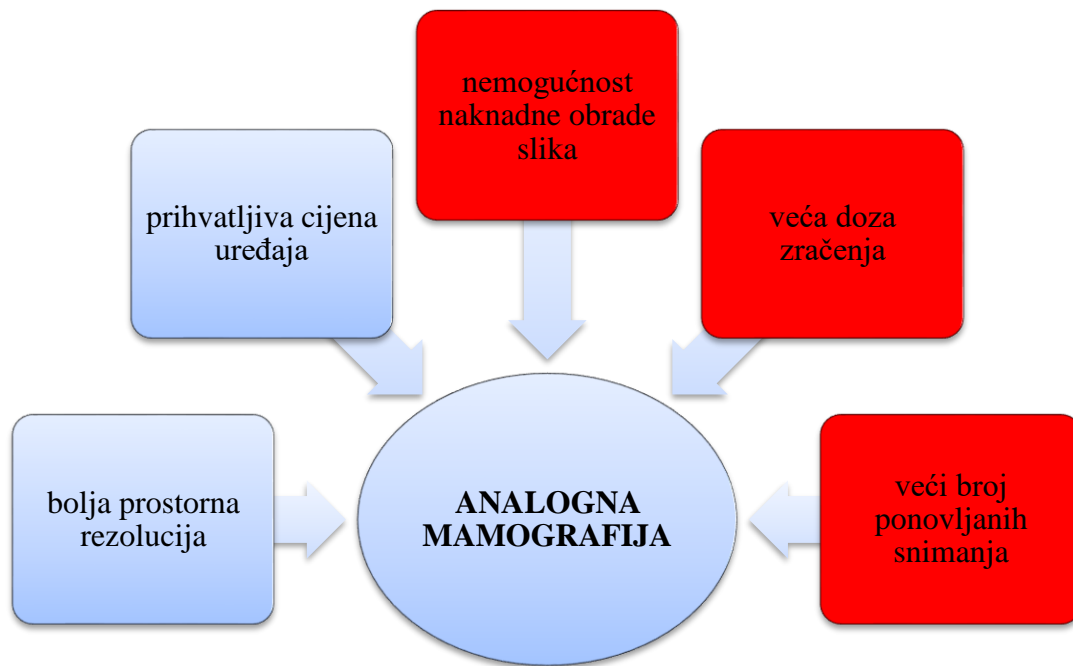 nemogućnost
naknadne obrade
slika
prihvatljiva cijena
uređaja
veća doza
zračenja
bolja prostorna
rezolucija
ANALOGNA
MAMOGRAFIJA
veći broj
ponovljanih
snimanja